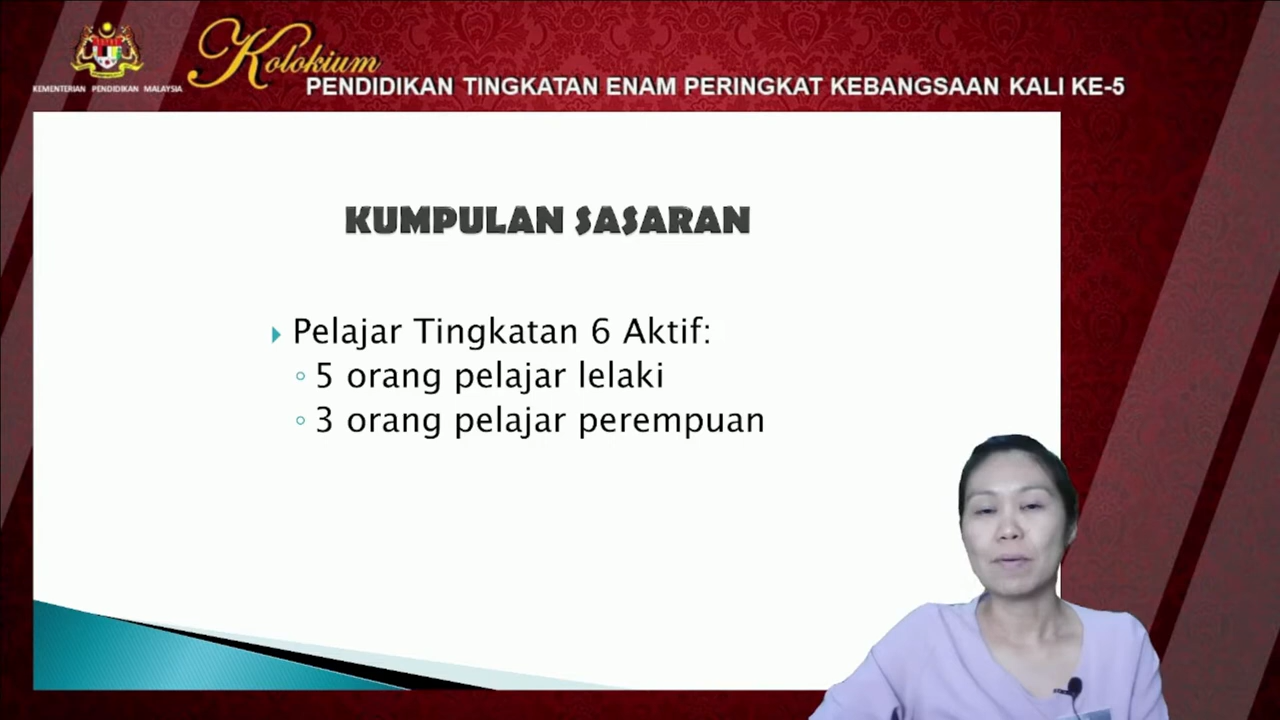 Kolokium
KEMENTERIAN PENDIDIKAN MALAYSIA
PENDIDIKAN TINGKATAN ENAM PERINGKAT KEBANGSAAN KALI KE-5
KUMPULAN SASARAN
Pelajar Tingkatan 6 Aktif:
5 orang pelajar lelaki
3 orang pelajar perempuan